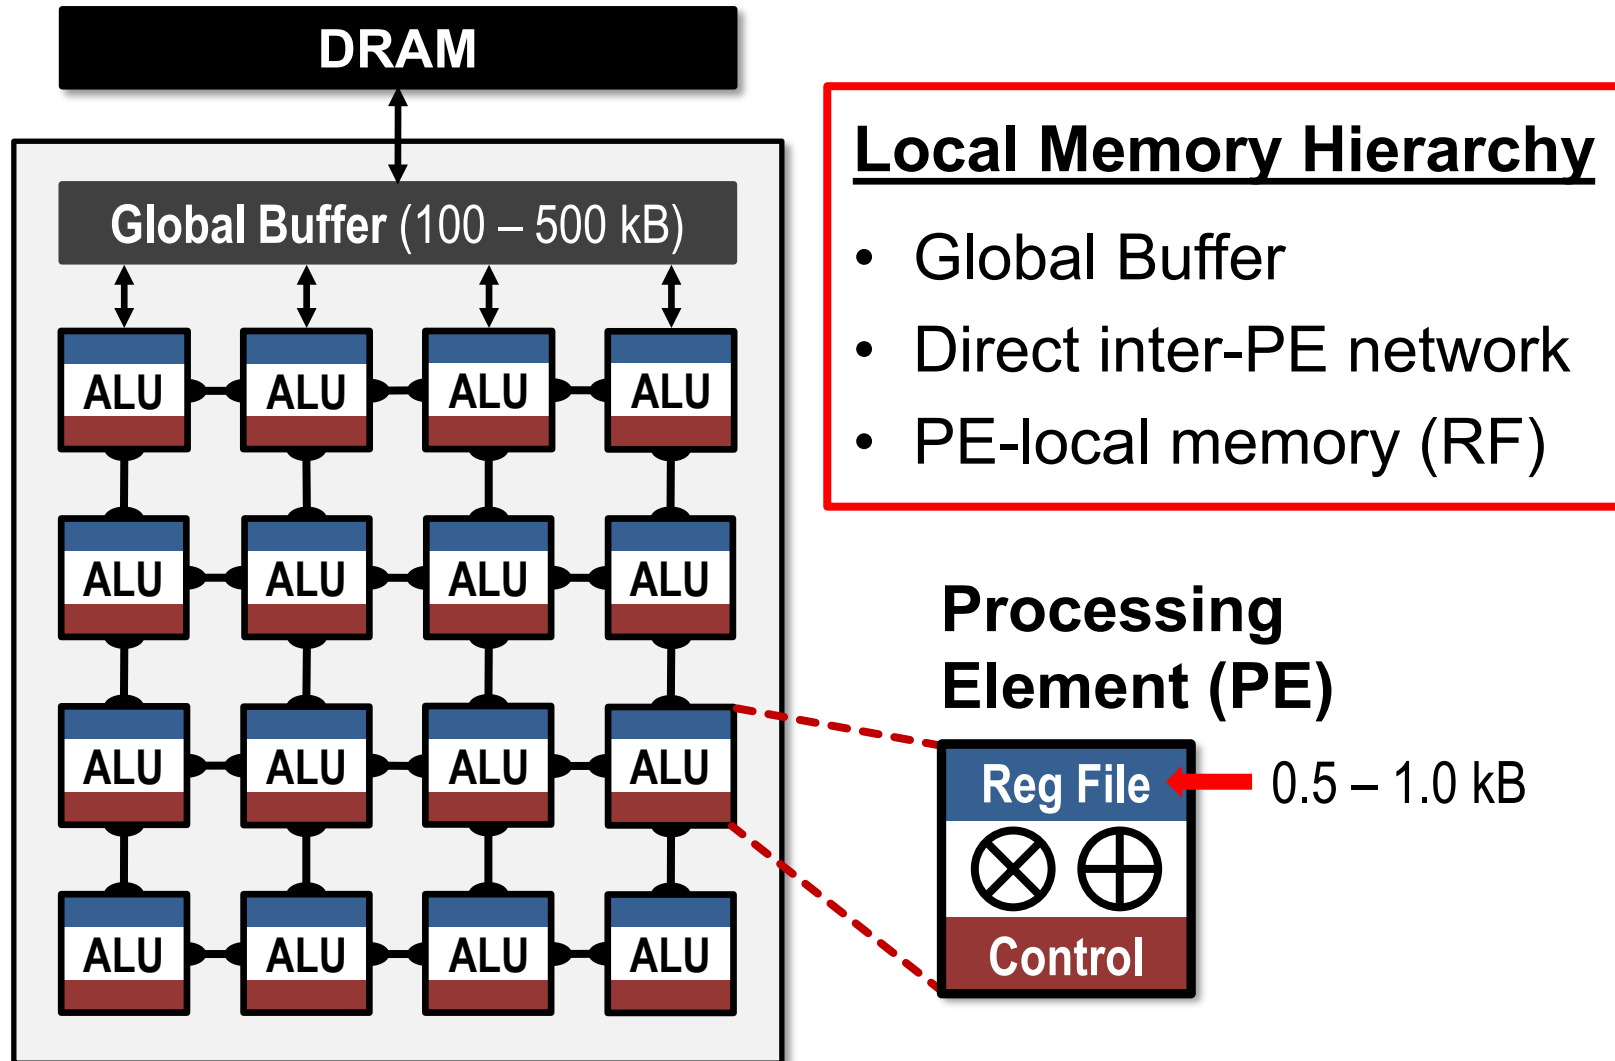 DRAM
Global Buffer (100 – 500 kB)
ALU ALU ALU ALU
ALU ALU ALU ALU
ALU ALU ALU ALU
ALU ALU ALU ALU
Local Memory Hierarchy
• Global Buffer
• Direct inter-PE network
• PE-local memory (RF)
Processing
Element (PE)
Reg File
0.5 – 1.0 kB
Control